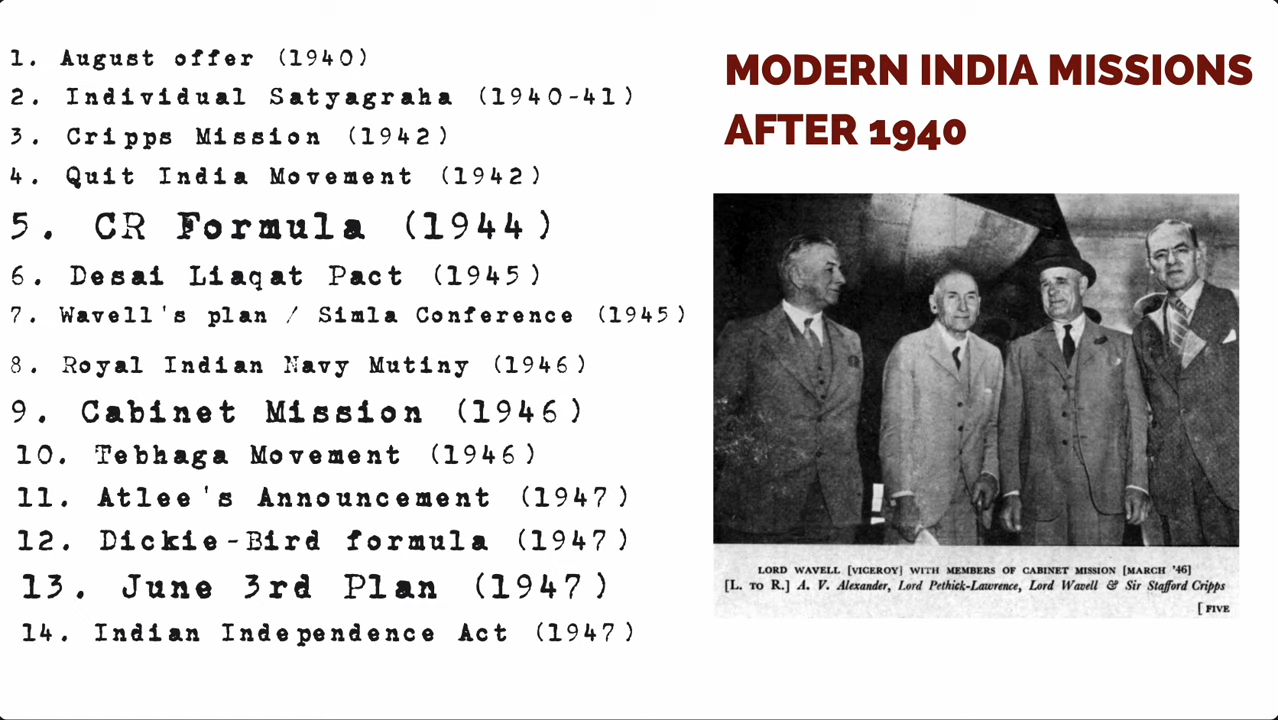 1. August offer (1940)
2. Individual Satyagraha (1940-41)
3. Cripps Mission (1942)
4. Quit India Movement (1942)
5. CR Formula (1944)
6. Desai Liaqat Pact (1945)
7. Wavell's plan / Simla Conference (1945)
8. Royal Indian Navy Mutiny (1946)
9. Cabinet Mission (1946)
10. Tebhaga Movement (1946)
11. Atlee's Announcement (1947)
12. Dickie-Bird formula (1947)
13. June 3rd Plan (1947)
14. Indian Independence Act (1947)
MODERN INDIA MISSIONS
AFTER 1940
LORD WAVELL [VICEROY] WITH MEMBERS OF CABINET MISSION [MARCH '46]
[L. TO R.] A. V. Alexander, Lord Pethick-Lawrence, Lord Wavell & Sir Stafford Cripps
[ FIVE